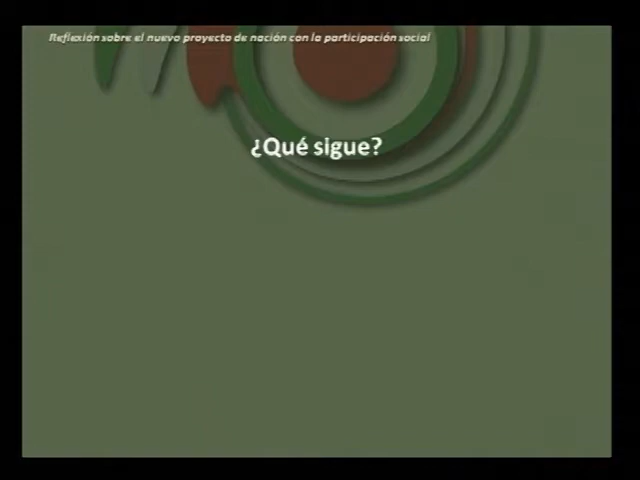 Reflexión sobre el nuevo proyecto de nación con la participación social
¿Qué sigue?